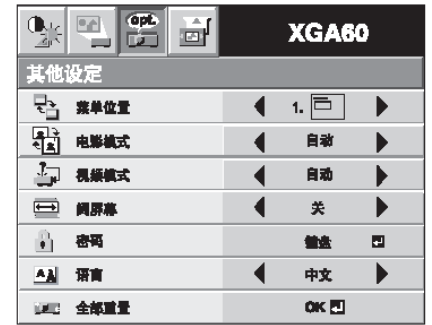 opt.
XGA60
其他设定
菜单位置 1.
电影模式 自动
视频模式 自动
阔屏幕 关
密码 键盘
语言 中文
全部重置 OK